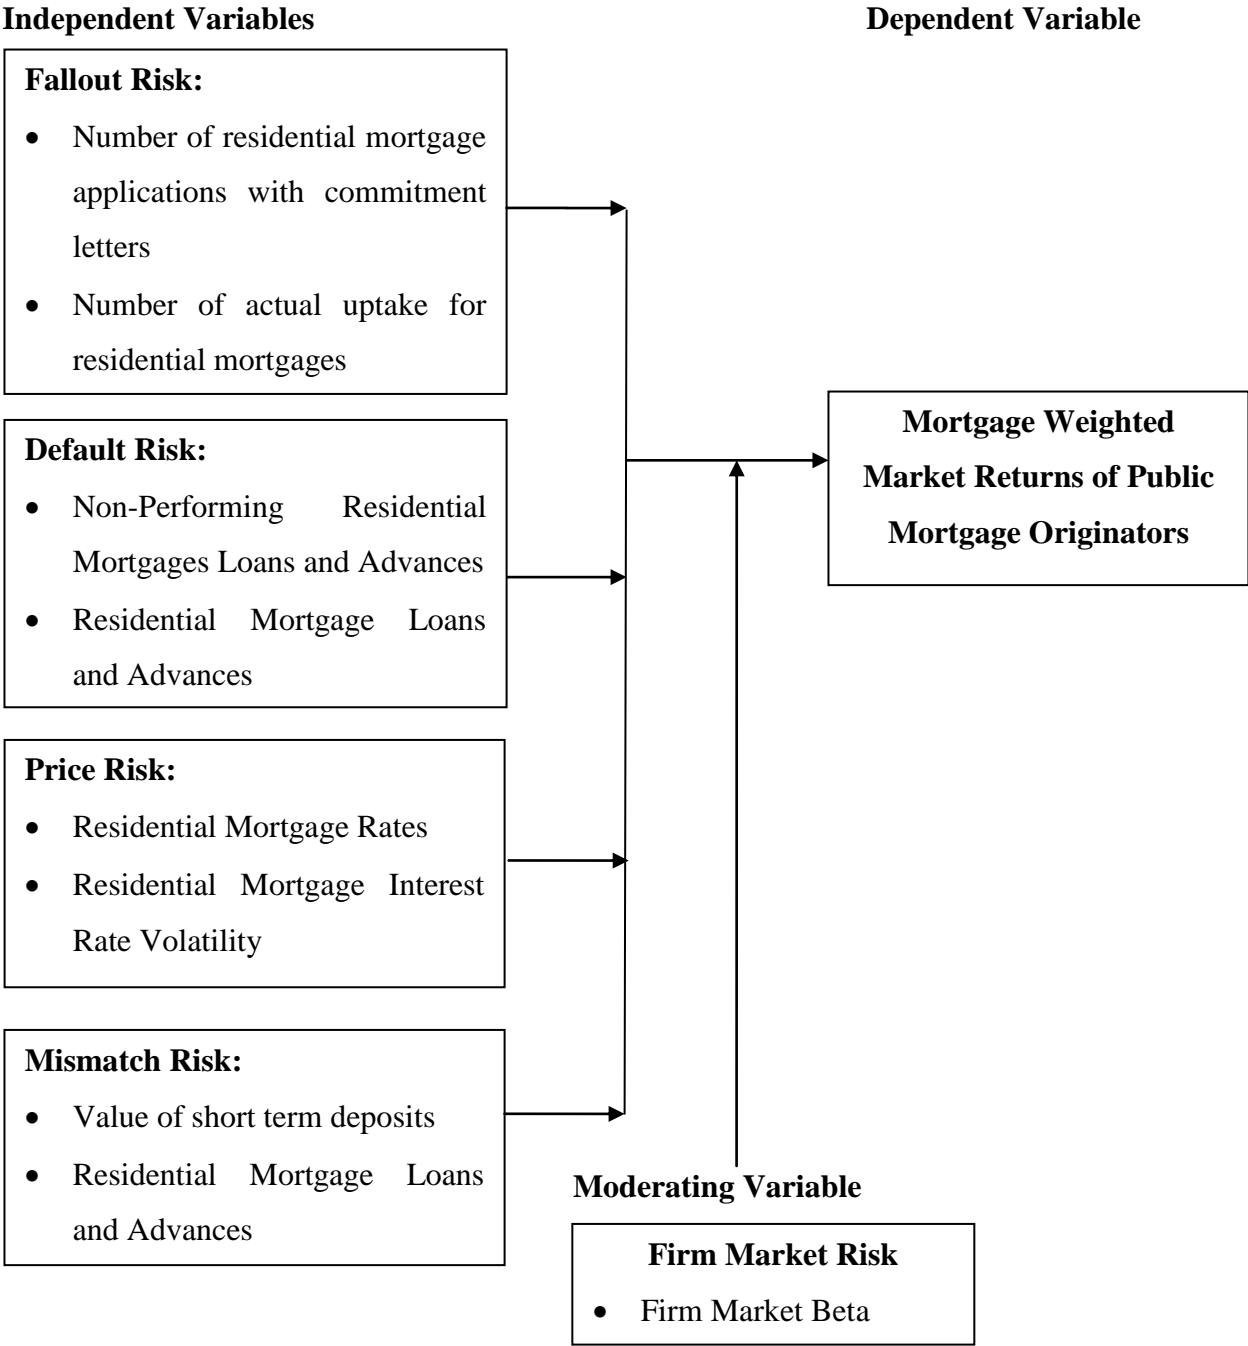 Independent Variables
Dependent Variable
Fallout Risk:
• Number of residential mortgage
applications with commitment
letters
• Number of actual uptake for
residential mortgages
Default Risk:
• Non-Performing Residential
Mortgages Loans and Advances
• Residential Mortgage Loans
and Advances
Price Risk:
• Residential Mortgage Rates
• Residential Mortgage Interest
Rate Volatility
Mismatch Risk:
• Value of short term deposits
• Residential Mortgage Loans
and Advances
Mortgage Weighted
Market Returns of Public
Mortgage Originators
Moderating Variable
Firm Market Risk
• Firm Market Beta